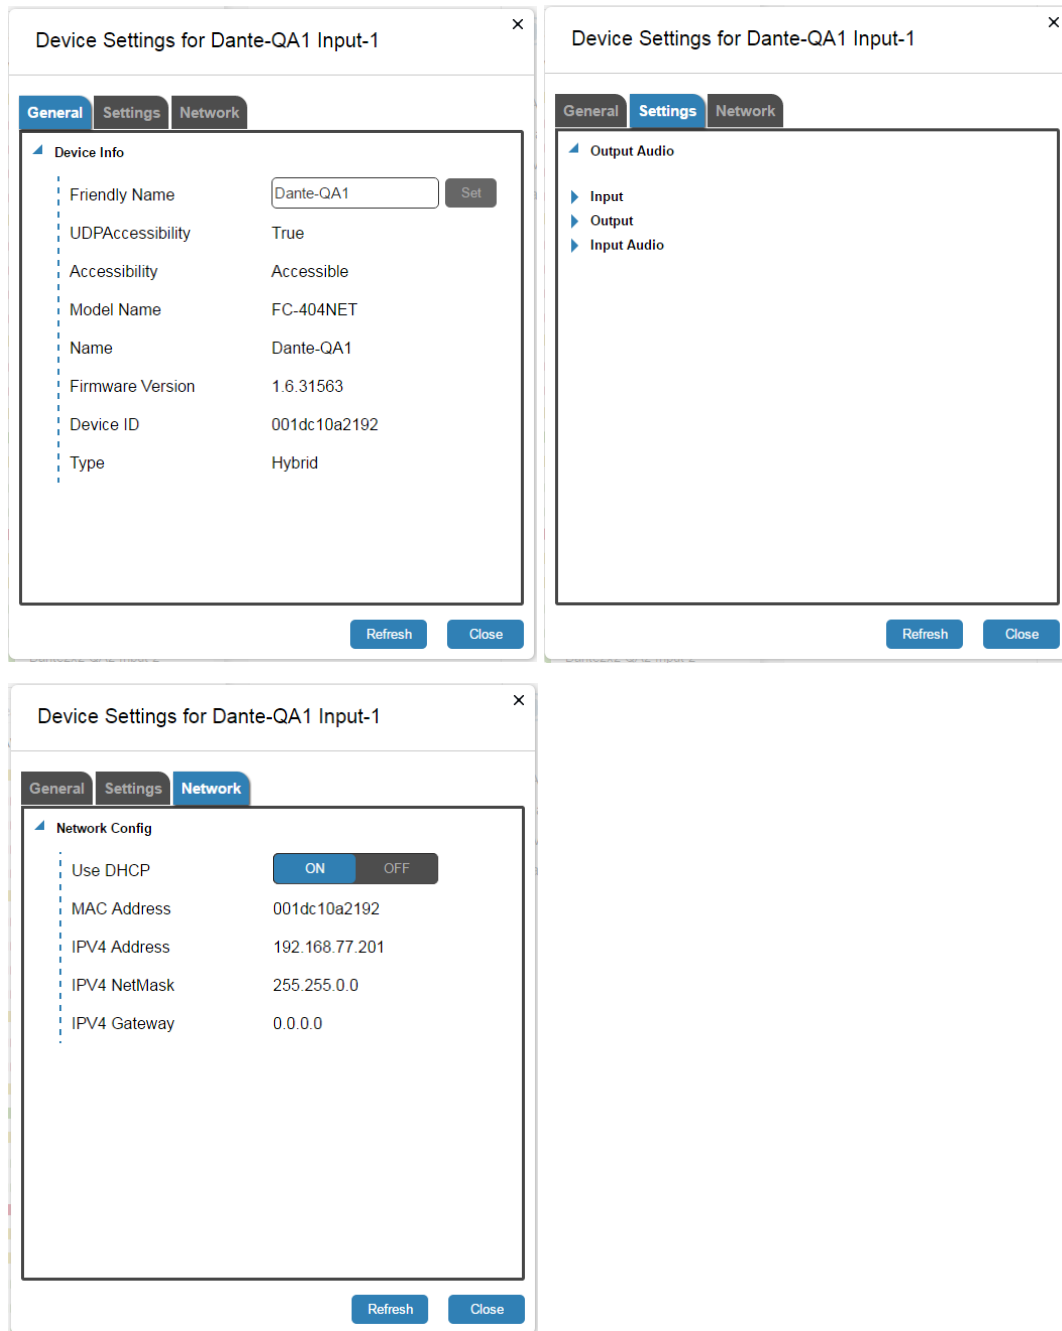 Device Settings for Dante-QA1 Input-1
×
General Settings Network
Device Info
Friendly Name Dante-QA1 Set
UDPAccessibility True
Accessibility Accessible
Model Name FC-404NET
Name Dante-QA1
Firmware Version 1.6.31563
Device ID 001dc10a2192
Type Hybrid
Refresh Close
Device Settings for Dante-QA1 Input-1
×
General Settings Network
Output Audio
Input
Output
Input Audio
Refresh Close
Device Settings for Dante-QA1 Input-1
×
General Settings Network
Network Config
Use DHCP ON OFF
MAC Address 001dc10a2192
IPV4 Address 192.168.77.201
IPV4 NetMask 255.255.0.0
IPV4 Gateway 0.0.0.0
Refresh Close